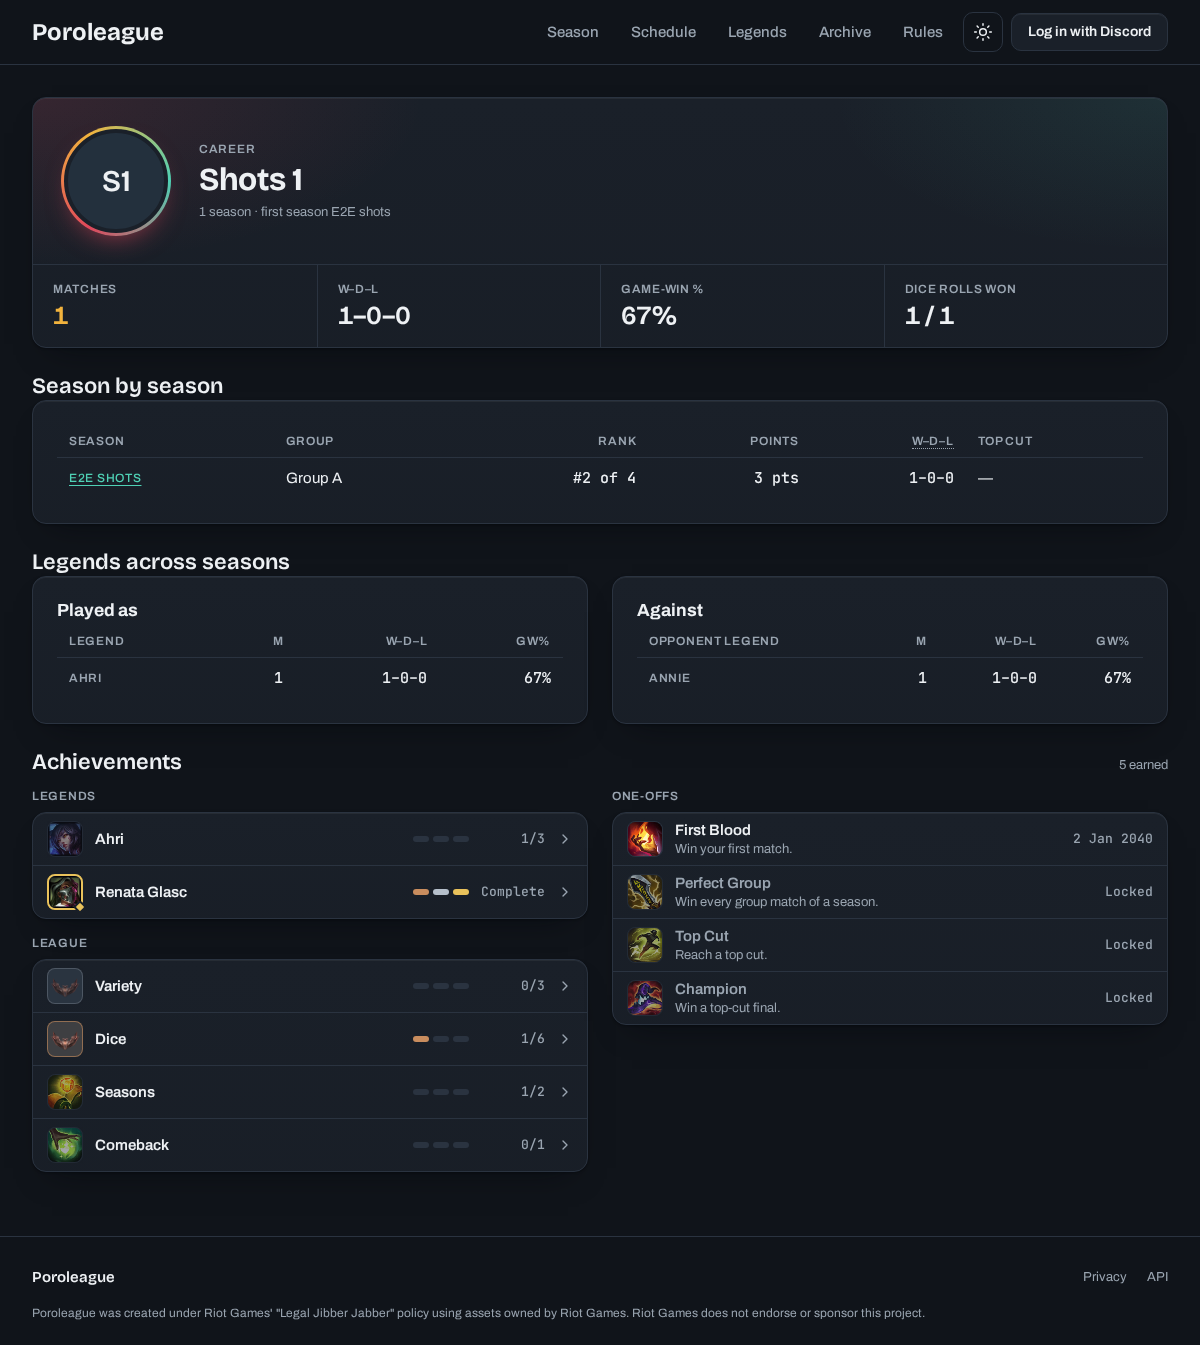 Poroleague
Season Schedule Legends Archive Rules Log in with Discord
S1
CAREER
Shots 1
1 season · first season E2E shots
MATCHES
1
W–D–L
1–0–0
GAME-WIN %
67%
DICE ROLLS WON
1 / 1
Season by season
SEASON GROUP RANK POINTS W–D–L TOP CUT
E2E SHOTS Group A #2 of 4 3 pts 1–0–0 —
Legends across seasons
Played as
LEGEND M W–D–L GW%
AHRI 1 1–0–0 67%
Against
OPPONENT LEGEND M W–D–L GW%
ANNIE 1 1–0–0 67%
Achievements
5 earned
LEGENDS
Ahri 1/3
Renata Glasc Complete
LEAGUE
Variety 0/3
Dice 1/6
Seasons 1/2
Comeback 0/1
ONE-OFFS
First Blood 2 Jan 2040
Win your first match.
Perfect Group Locked
Win every group match of a season.
Top Cut Locked
Reach a top cut.
Champion Locked
Win a top-cut final.
Poroleague
Privacy API
Poroleague was created under Riot Games' "Legal Jibber Jabber" policy using assets owned by Riot Games. Riot Games does not endorse or sponsor this project.